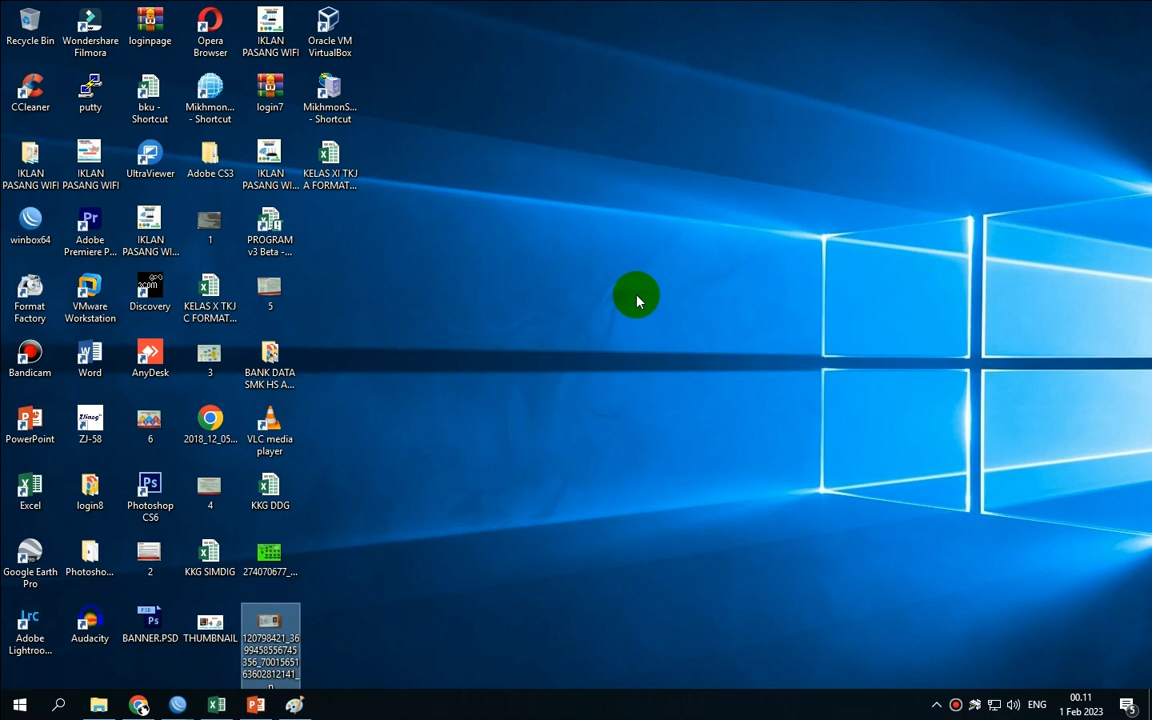 Recycle Bin
Wondershare
Filmora
loginpage
Opera
Browser
IKLAN
PASANG WIFI
Oracle VM
VirtualBox
CCleaner
putty
bku -
Shortcut
Mikhmon...
- Shortcut
login7
MikhmonS...
- Shortcut
IKLAN
PASANG WIFI
IKLAN
PASANG WIFI
UltraViewer
Adobe CS3
IKLAN
PASANG WI...
KELAS XI TKJ
A FORMAT...
winbox64
Adobe
Premiere P...
IKLAN
PASANG WI...
1
PROGRAM
v3 Beta -...
Format
Factory
VMware
Workstation
Discovery
KELAS X TKJ
C FORMAT...
5
Bandicam
Word
AnyDesk
3
BANK DATA
SMK HS A...
PowerPoint
ZJ-58
6
2018_12_05...
VLC media
player
Excel
login8
Photoshop
CS6
4
KKG DDG
Google Earth
Pro
Photosho...
2
KKG SIMDIG
274070677_...
Adobe
Lightroo...
Audacity
BANNER.PSD
THUMBNAIL
120798421_36
99458556745
356_70015651
63602812141_
n
ENG
00.11
1 Feb 2023
5